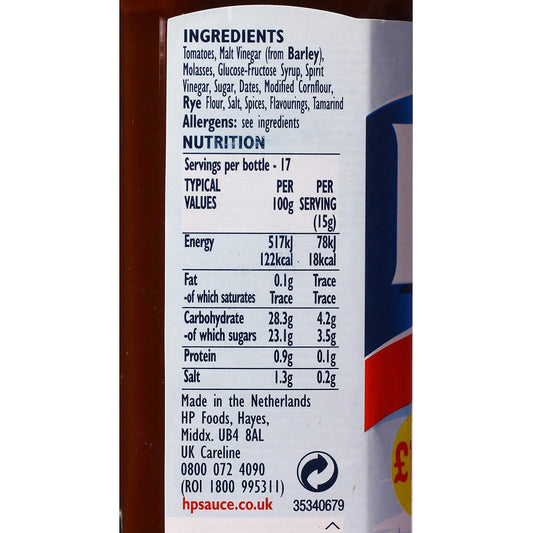 INGREDIENTS
Tomatoes, Malt Vinegar (from Barley),
Molasses, Glucose-Fructose Syrup, Spirit
Vinegar, Sugar, Dates, Modified Cornflour,
Rye Flour, Salt, Spices, Flavourings, Tamarind
Allergens: see ingredients
NUTRITION
Servings per bottle - 17
TYPICAL PER PER
VALUES 100g SERVING
(15g)
Energy 517kJ 78kJ
122kcal 18kcal
Fat 0.1g Trace
-of which saturates Trace Trace
Carbohydrate 28.3g 4.2g
-of which sugars 23.1g 3.5g
Protein 0.9g 0.1g
Salt 1.3g 0.2g
Made in the Netherlands
HP Foods, Hayes,
Middx. UB4 8AL
UK Careline
0800 072 4090
(ROI 1800 995311)
hpsauce.co.uk 35340679
£